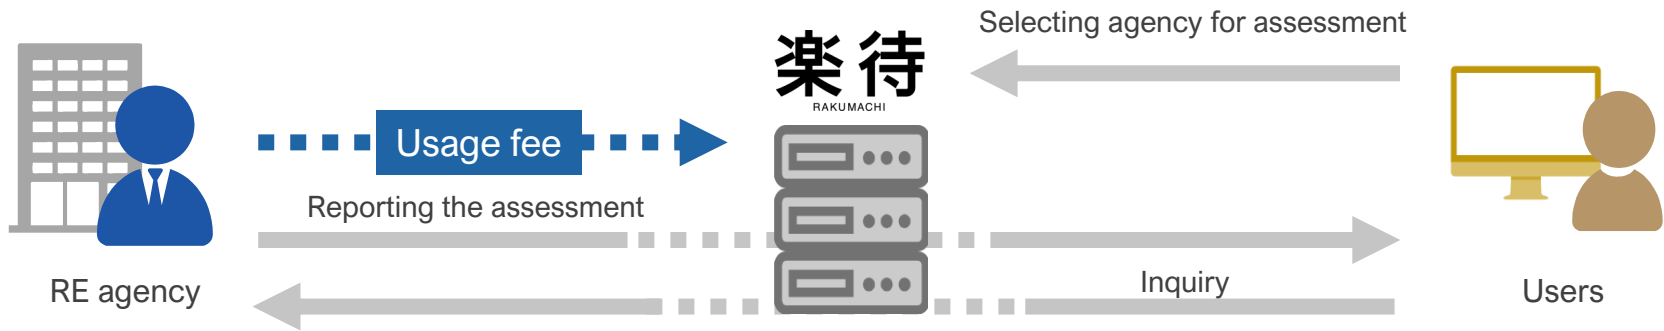 Selecting agency for assessment
楽待
RAKUMACHI
Usage fee
Reporting the assessment
RE agency
Inquiry
Users